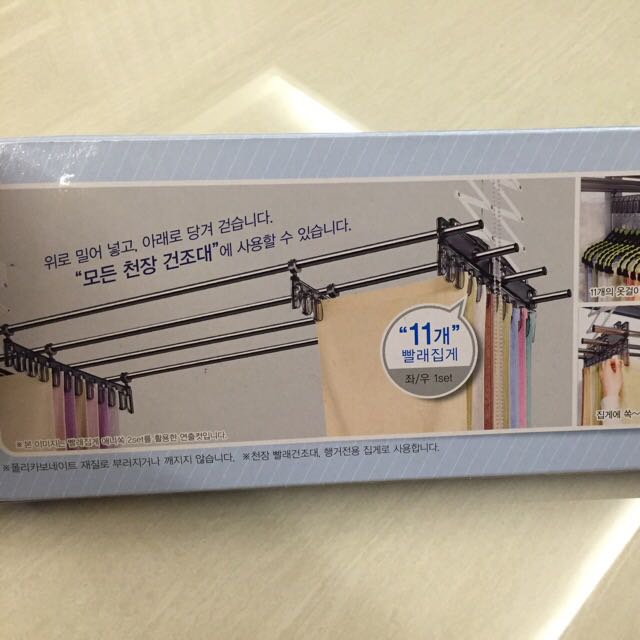 위로 밀어 넣고, 아래로 당겨 걷습니다.
“모든 천장 건조대”에 사용할 수 있습니다.
“11개”
빨래집게
좌/우 1set
11개의 옷걸이
집게에 쏙~
※ 본 이미지는 빨래집게 애니쏙 2set를 활용한 연출컷입니다.
※폴리카보네이트 재질로 부러지거나 깨지지 않습니다. ※천장 빨래건조대, 행거전용 집게로 사용합니다.